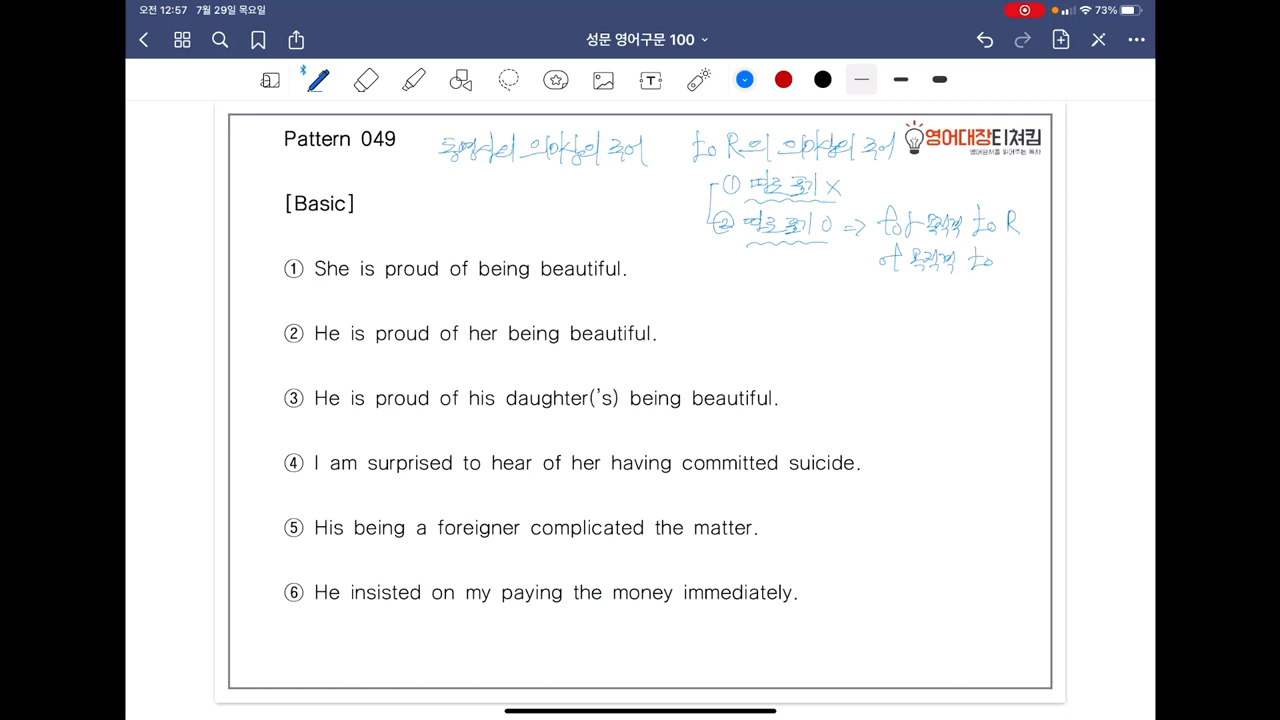 오전 12:57 7월 29일 목요일
73%
성문 영어구문 100
T
Pattern 049
동명사의 의미상의 주어
to R의 의미상의 주어
영어대장티쳐킴
① 따로 표기 X
[Basic]
② 따로 표기 O => for 목적격 to R
of 목적격 to
① She is proud of being beautiful.
② He is proud of her being beautiful.
③ He is proud of his daughter('s) being beautiful.
④ I am surprised to hear of her having committed suicide.
⑤ His being a foreigner complicated the matter.
⑥ He insisted on my paying the money immediately.